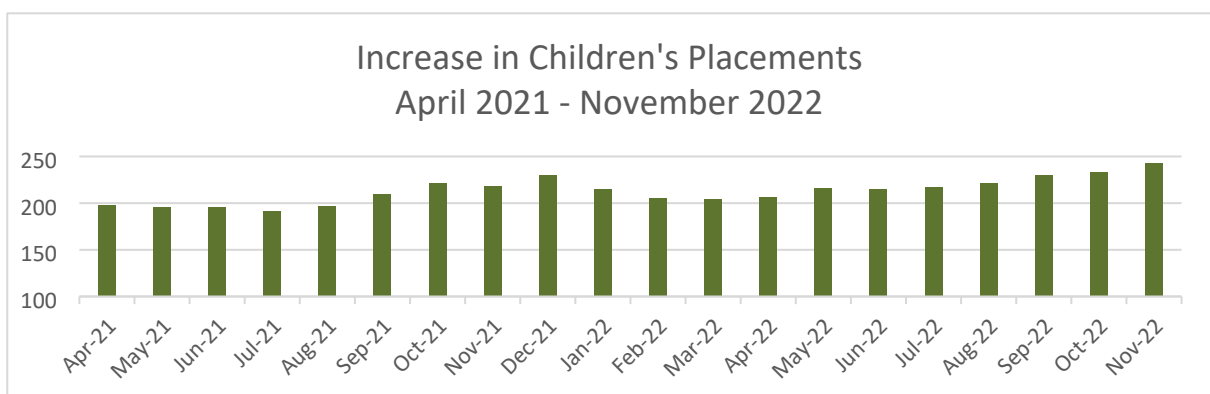 Increase in Children's Placements
April 2021 - November 2022
250
200
150
100
Apr-21
May-21
Jun-21
Jul-21
Aug-21
Sep-21
Oct-21
Nov-21
Dec-21
Jan-22
Feb-22
Mar-22
Apr-22
May-22
Jun-22
Jul-22
Aug-22
Sep-22
Oct-22
Nov-22